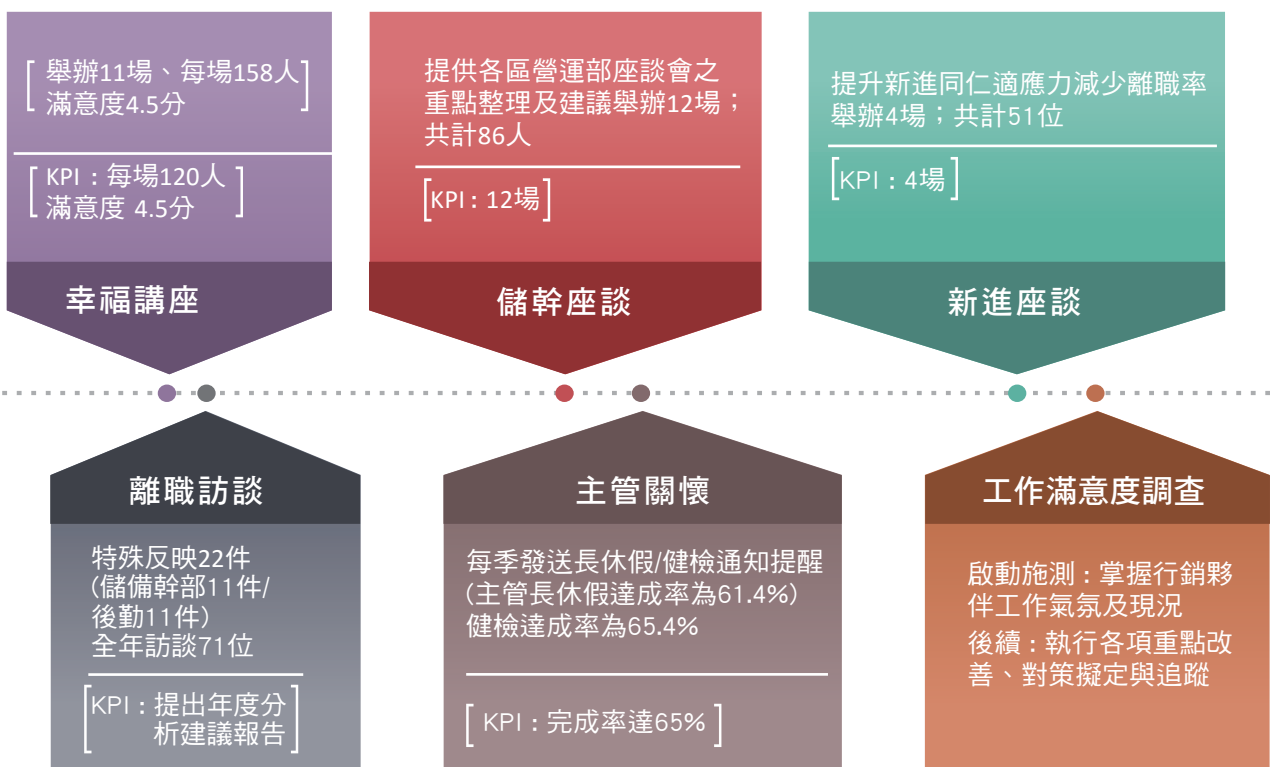 舉辦11場、每場158人
滿意度4.5分
KPI：每場120人
滿意度 4.5分
幸福講座
提供各區營運部座談會之
重點整理及建議舉辦12場；
共計86人
KPI：12場
儲幹座談
提升新進同仁適應力減少離職率
舉辦4場；共計51位
KPI：4場
新進座談
離職訪談
特殊反映22件
(儲備幹部11件/
後勤11件)
全年訪談71位
KPI：提出年度分
析建議報告
主管關懷
每季發送長休假/健檢通知提醒
(主管長休假達成率為61.4%)
健檢達成率為65.4%
KPI：完成率達65%
工作滿意度調查
啟動施測：掌握行銷夥
伴工作氣氛及現況
後續：執行各項重點改
善、對策擬定與追蹤